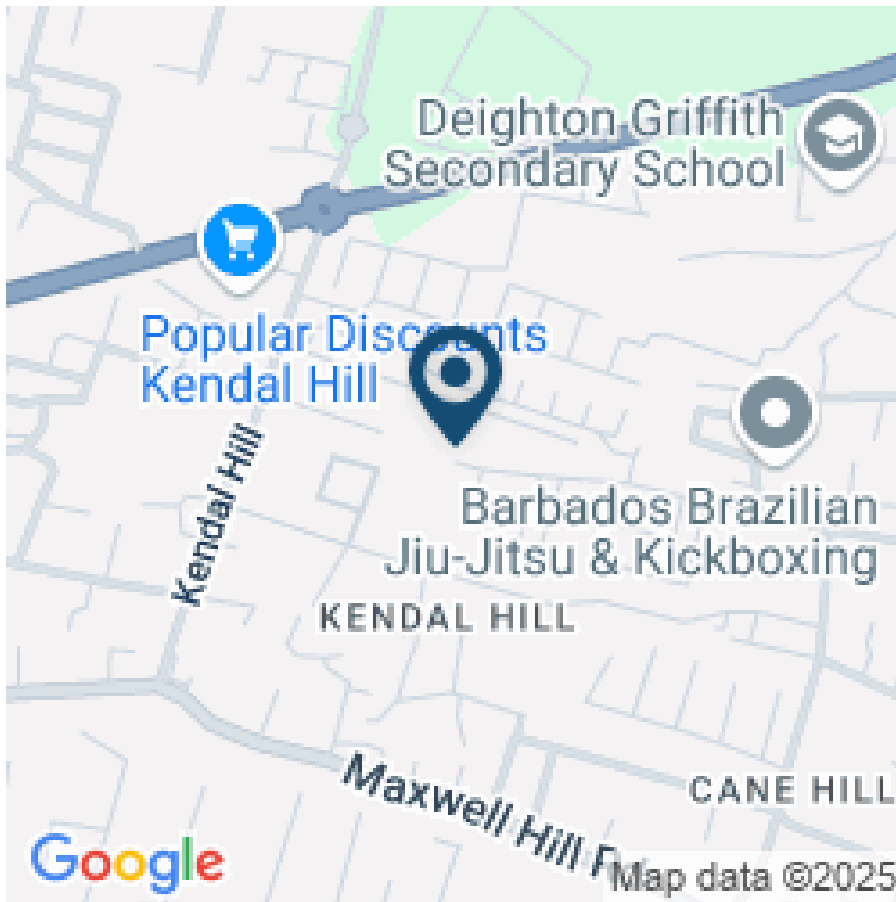 Deighton Griffith
Secondary School
Popular Discounts
Kendal Hill
Kendal Hill
Barbados Brazilian
Jiu-Jitsu & Kickboxing
KENDAL HILL
Maxwell Hill
CANE HILL
Google
Map data ©2025